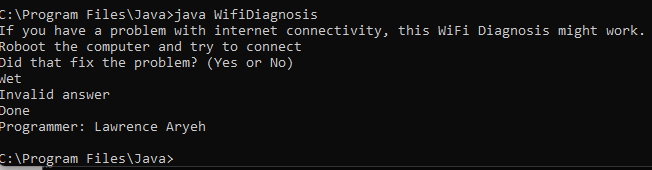 C:\Program Files\Java>java WifiDiagnosis
If you have a problem with internet connectivity, this WiFi Diagnosis might work.
Roboot the computer and try to connect
Did that fix the problem? (Yes or No)
Wet
Invalid answer
Done
Programmer: Lawrence Aryeh
C:\Program Files\Java>